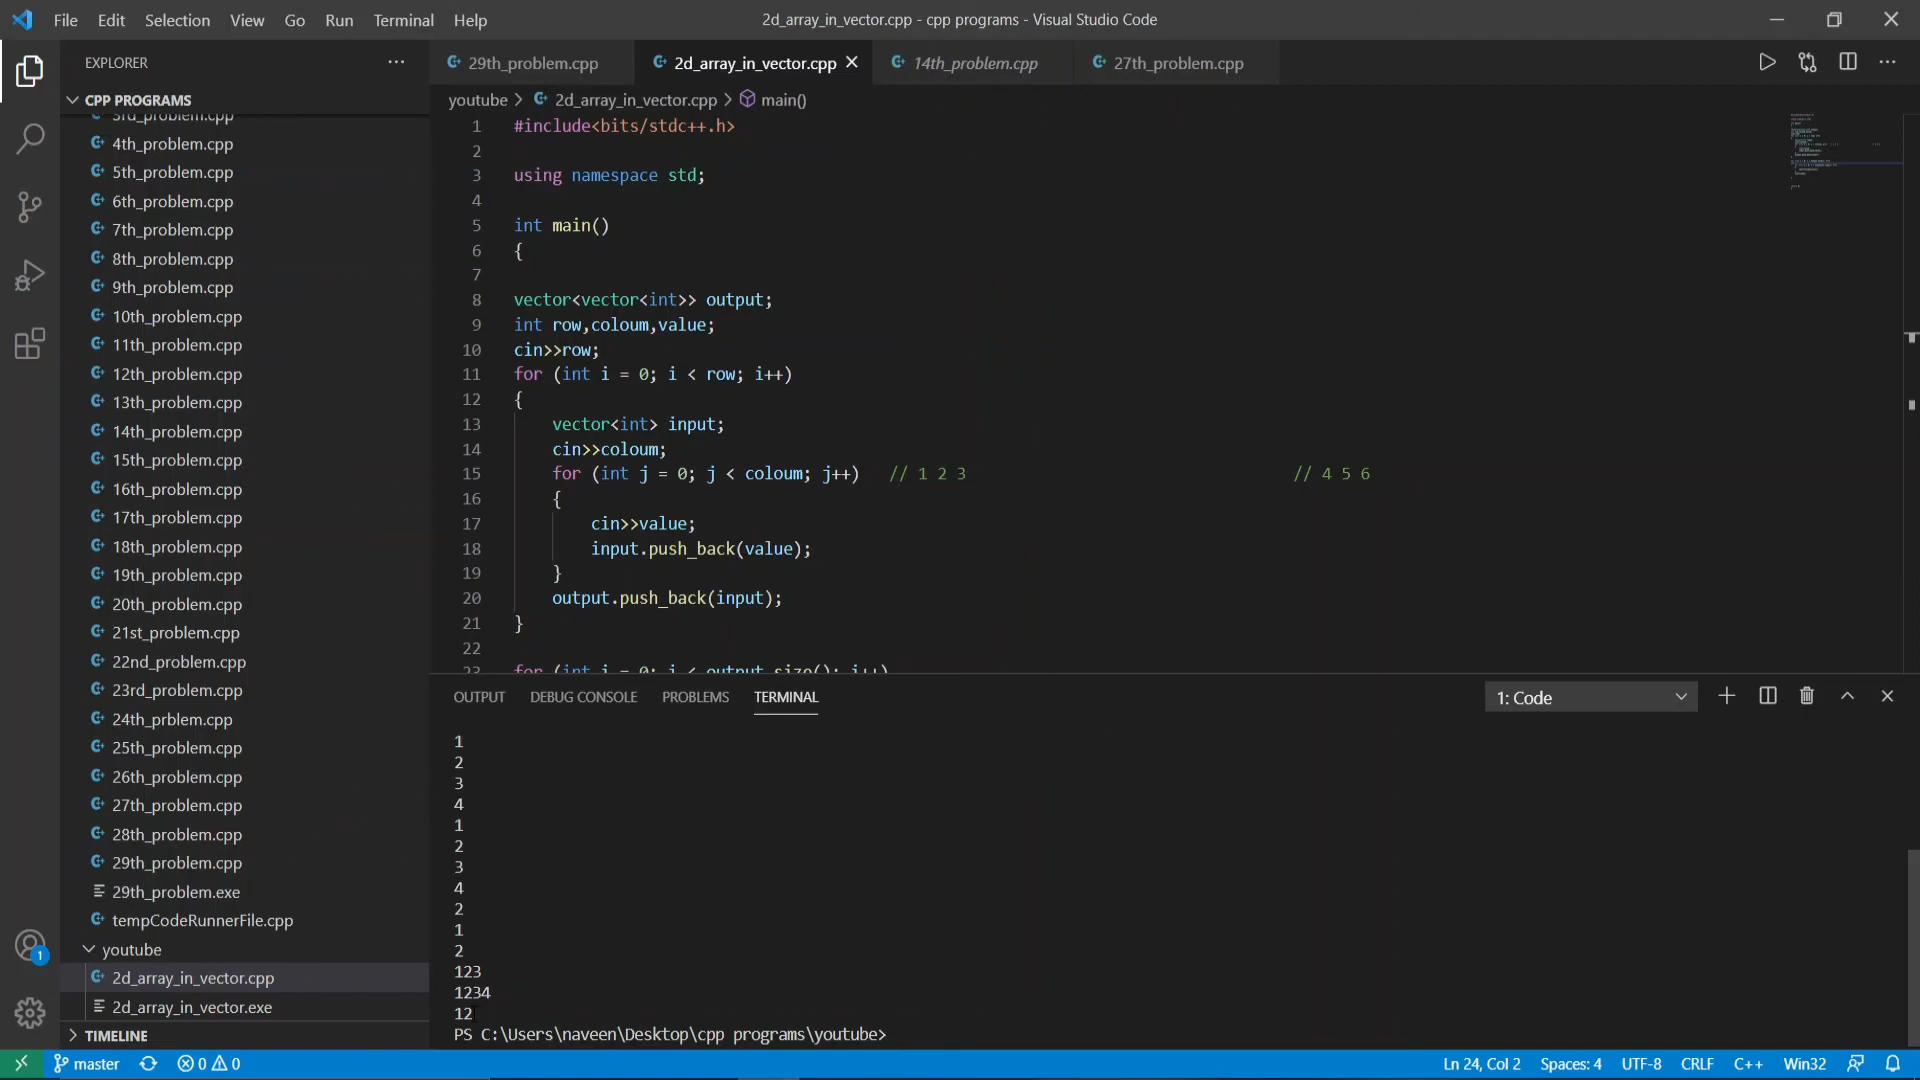 File Edit Selection View Go Run Terminal Help
2d_array_in_vector.cpp - cpp programs - Visual Studio Code
EXPLORER
CPP PROGRAMS
3rd_problem.cpp
4th_problem.cpp
5th_problem.cpp
6th_problem.cpp
7th_problem.cpp
8th_problem.cpp
9th_problem.cpp
10th_problem.cpp
11th_problem.cpp
12th_problem.cpp
13th_problem.cpp
14th_problem.cpp
15th_problem.cpp
16th_problem.cpp
17th_problem.cpp
18th_problem.cpp
19th_problem.cpp
20th_problem.cpp
21st_problem.cpp
22nd_problem.cpp
23rd_problem.cpp
24th_prblem.cpp
25th_problem.cpp
26th_problem.cpp
27th_problem.cpp
28th_problem.cpp
29th_problem.cpp
29th_problem.exe
tempCodeRunnerFile.cpp
youtube
2d_array_in_vector.cpp
2d_array_in_vector.exe
TIMELINE
29th_problem.cpp 2d_array_in_vector.cpp 14th_problem.cpp 27th_problem.cpp
youtube > 2d_array_in_vector.cpp > main()
1 #include<bits/stdc++.h>
2
3 using namespace std;
4
5 int main()
6 {
7
8 vector<vector<int>> output;
9 int row,coloum,value;
10 cin>>row;
11 for (int i = 0; i < row; i++)
12 {
13 vector<int> input;
14 cin>>coloum;
15 for (int j = 0; j < coloum; j++) // 1 2 3 // 4 5 6
16 {
17 cin>>value;
18 input.push_back(value);
19 }
20 output.push_back(input);
21 }
22
23 for (int i = 0; i < output.size(); i++)
OUTPUT DEBUG CONSOLE PROBLEMS TERMINAL
1: Code
1
2
3
4
1
2
3
4
2
1
2
123
1234
12
PS C:\Users\naveen\Desktop\cpp programs\youtube>
1
master 0 0 Ln 24, Col 2 Spaces: 4 UTF-8 CRLF C++ Win32